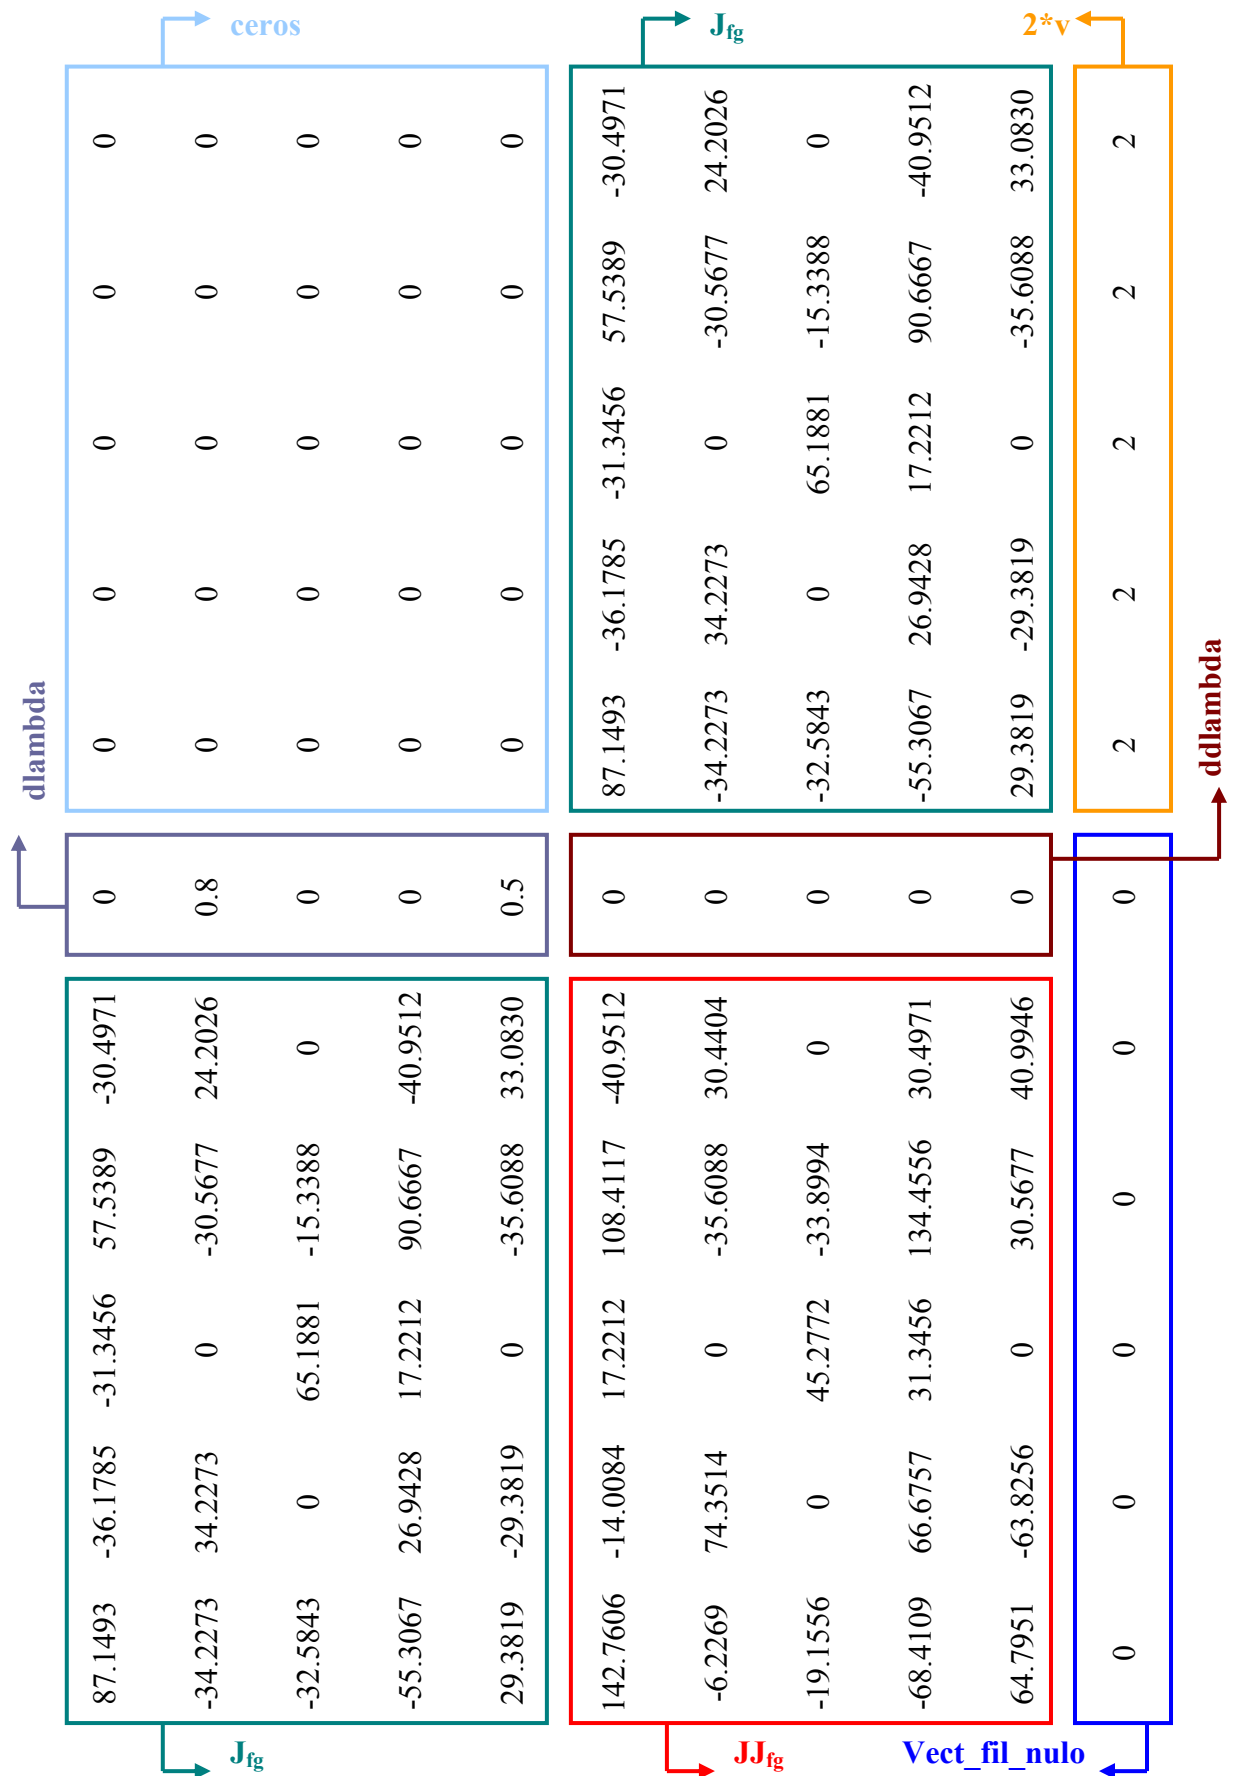 ceros
J_fg
2*v
dlambda
87.1493 -36.1785 -31.3456 57.5389 -30.4971 0 0 0 0 0 0
-34.2273 34.2273 0 -30.5677 24.2026 0.8 0 0 0 0 0
-32.5843 0 65.1881 -15.3388 0 0 0 0 0 0 0
-55.3067 26.9428 17.2212 90.6667 -40.9512 0 0 0 0 0 0
29.3819 -29.3819 0 -35.6088 33.0830 0.5 0 0 0 0 0
142.7606 -14.0084 17.2212 108.4117 -40.9512 0 87.1493 -36.1785 -31.3456 57.5389 -30.4971
-6.2269 74.3514 0 -35.6088 30.4404 0 -34.2273 34.2273 0 -30.5677 24.2026
-19.1556 0 45.2772 -33.8994 0 0 -32.5843 0 65.1881 -15.3388 0
-68.4109 66.6757 31.3456 134.4556 30.4971 0 -55.3067 26.9428 17.2212 90.6667 -40.9512
64.7951 -63.8256 0 30.5677 40.9946 0 29.3819 -29.3819 0 -35.6088 33.0830
0 0 0 0 0 0 2 2 2 2 2
ddlambda
J_fg
JJ_fg
Vect_fil_nulo